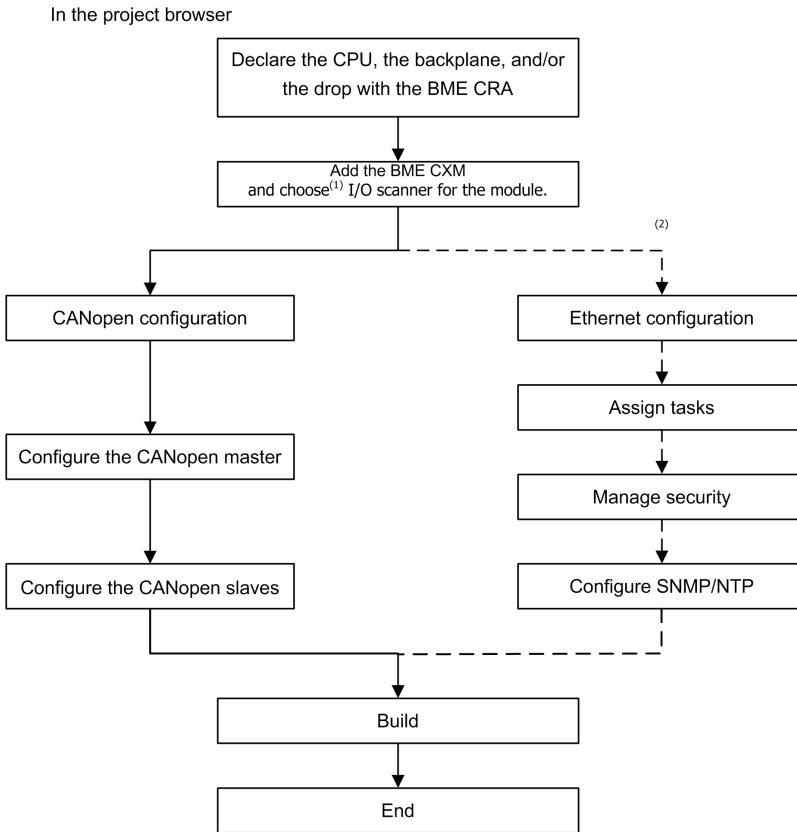 In the project browser
Declare the CPU, the backplane, and/or
the drop with the BME CRA
Add the BME CXM
and choose(1) I/O scanner for the module.
(2)
CANopen configuration
Ethernet configuration
Assign tasks
Configure the CANopen master
Manage security
Configure the CANopen slaves
Configure SNMP/NTP
Build
End